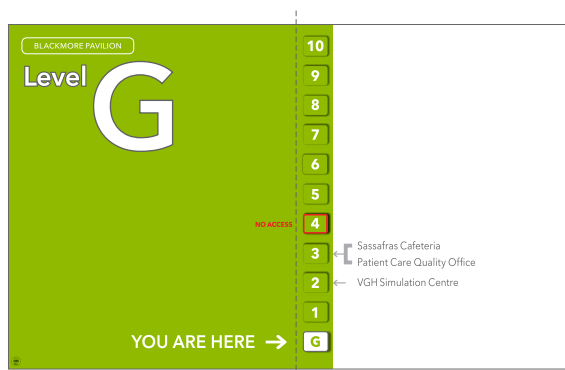 BLACKMORE PAVILION
Level
G
10
9
8
7
6
5
NO ACCESS 4
3 Sassafras Cafeteria
Patient Care Quality Office
2 VGH Simulation Centre
1
YOU ARE HERE → G